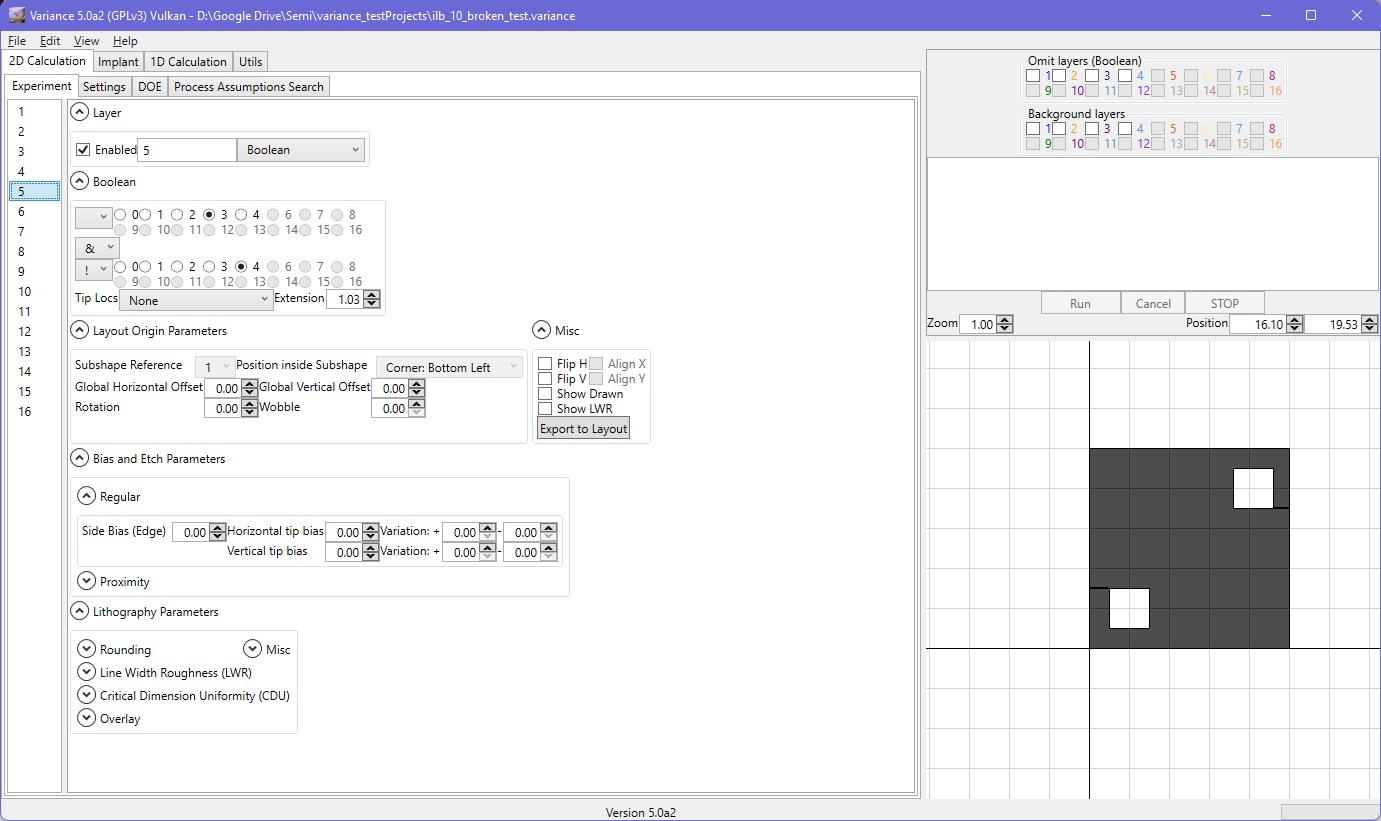 Variance 5.0a2 (GPLv3) Vulkan - D:\Google Drive\Semi\variance_testProjects\ilb_10_broken_test.variance
File Edit View Help
2D Calculation Implant 1D Calculation Utils
Experiment Settings DOE Process Assumptions Search
1
2
3
4
5
6
7
8
9
10
11
12
13
14
15
16
Layer
Enabled 5 Boolean
Boolean
0 1 2 3 4 6 7 8
9 10 11 12 13 14 15 16
&
! 0 1 2 3 4 6 7 8
9 10 11 12 13 14 15 16
Tip Locs None Extension 1.03
Layout Origin Parameters
Subshape Reference 1 Position inside Subshape Corner: Bottom Left
Global Horizontal Offset 0.00 Global Vertical Offset 0.00
Rotation 0.00 Wobble 0.00
Misc
Flip H Align X
Flip V Align Y
Show Drawn
Show LWR
Export to Layout
Bias and Etch Parameters
Regular
Side Bias (Edge) 0.00 Horizontal tip bias 0.00 Variation: + 0.00 - 0.00
Vertical tip bias 0.00 Variation: + 0.00 - 0.00
Proximity
Lithography Parameters
Rounding Misc
Line Width Roughness (LWR)
Critical Dimension Uniformity (CDU)
Overlay
Omit layers (Boolean)
1 2 3 4 5 6 7 8
9 10 11 12 13 14 15 16
Background layers
1 2 3 4 5 6 7 8
9 10 11 12 13 14 15 16
Run Cancel STOP
Zoom 1.00 Position 16.10 19.53
Version 5.0a2